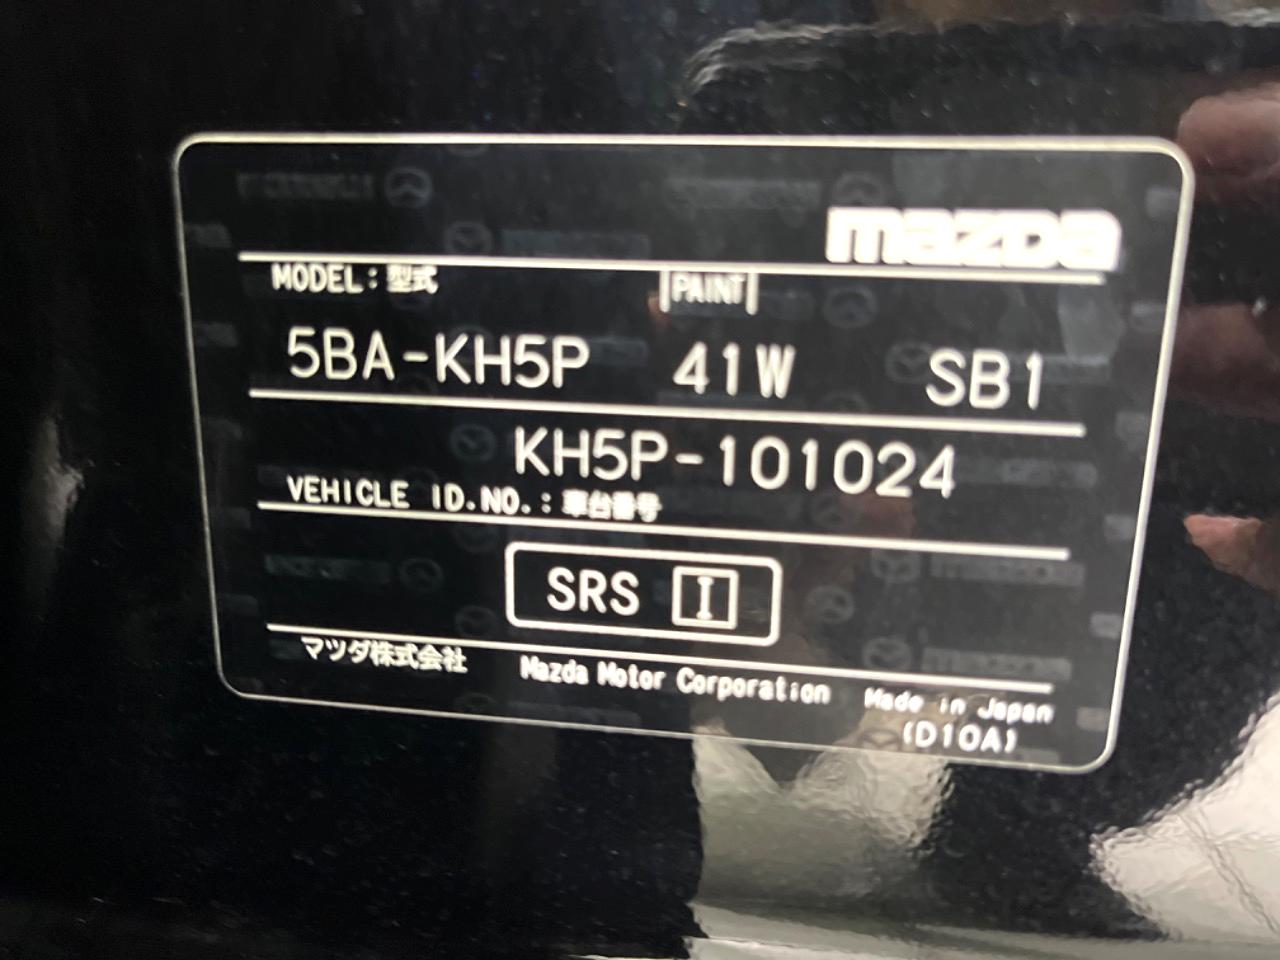 mazda
MODEL : 型式
PAINT
5BA-KH5P 41W SB1
KH5P-101024
VEHICLE ID.NO. : 車台番号
SRS I
マツダ株式会社 Mazda Motor Corporation Made in Japan
(D10A)